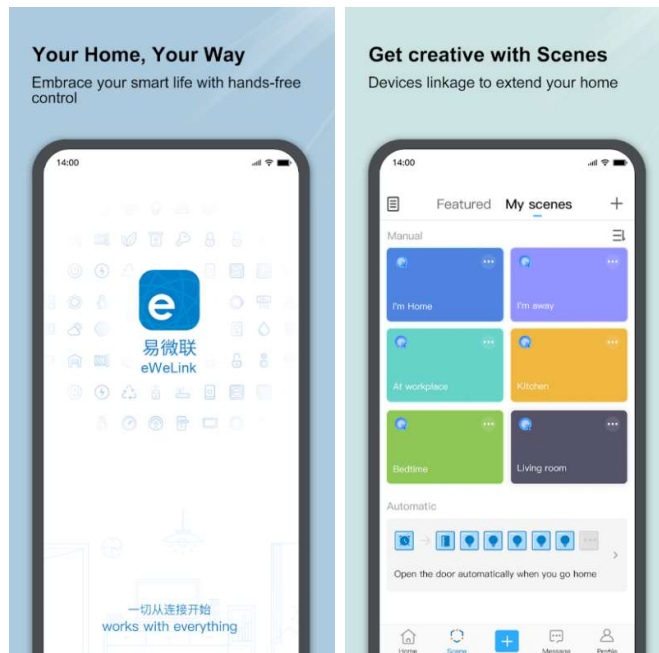 Your Home, Your Way
Embrace your smart life with hands-free
control
14:00
e
易微联
eWeLink
一切从连接开始
works with everything
Get creative with Scenes
Devices linkage to extend your home
14:00
Featured My scenes
Manual
I'm Home I'm away
At workplace Kitchen
Bedtime Living room
Automatic
Open the door automatically when you go home
Home Scene Message Profile